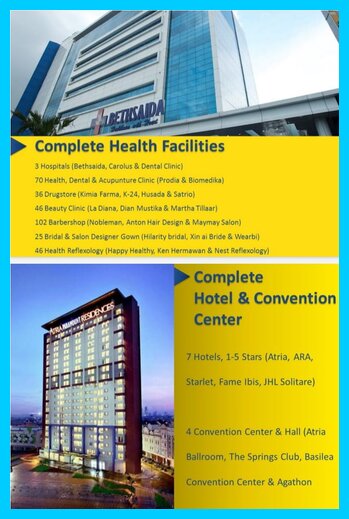 BETHSAIDA
Complete Health Facilities
3 Hospitals (Bethsaida, Carolus & Dental Clinic)
70 Health, Dental & Acupunture Clinic (Prodia & Biomedika)
36 Drugstore (Kimia Farma, K-24, Husada & Satrio)
46 Beauty Clinic (La Diana, Dian Mustika & Martha Tillaar)
102 Barbershop (Nobleman, Anton Hair Design & Maymay Salon)
25 Bridal & Salon Designer Gown (Hilarity bridal, Xin ai Bride & Wearbi)
46 Health Reflexology (Happy Healthy, Ken Hermawan & Nest Reflexology)
ATRIA PARAMOUNT RESIDENCES
Complete
Hotel & Convention
Center
7 Hotels, 1-5 Stars (Atria, ARA,
Starlet, Fame Ibis, JHL Solitare)
4 Convention Center & Hall (Atria
Ballroom, The Springs Club, Basilea
Convention Center & Agathon